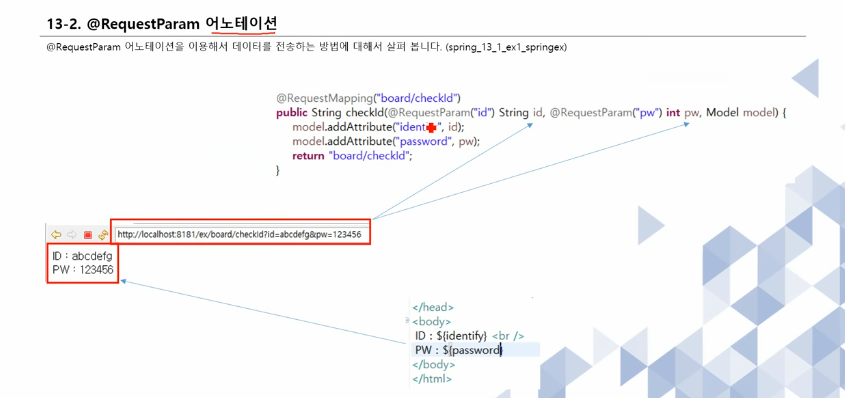 13-2. @RequestParam 어노테이션
@RequestParam 어노테이션을 이용해서 데이터를 전송하는 방법에 대해서 살펴 봅니다. (spring_13_1_ex1_springex)
@RequestMapping("board/checkId")
public String checkId(@RequestParam("id") String id, @RequestParam("pw") int pw, Model model) {
model.addAttribute("ident", id);
model.addAttribute("password", pw);
return "board/checkId";
}
http://localhost:8181/ex/board/checkId?id=abcdefg&pw=123456
ID : abcdefg
PW : 123456
</head>
<body>
ID : ${identify} <br />
PW : ${password}
</body>
</html>